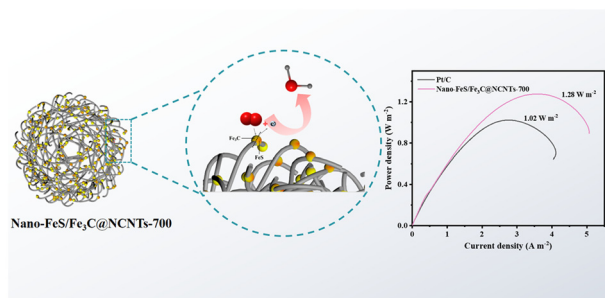 Nano-FeS/Fe₃C@NCNTs-700
Fe₃C
FeS
Pt/C
Nano-FeS/Fe₃C@NCNTs-700
1.28 W m⁻²
1.02 W m⁻²
Power density (W m⁻²)
1.2
0.8
0.4
0.0
0
1
2
3
4
5
Current density (A m⁻²)